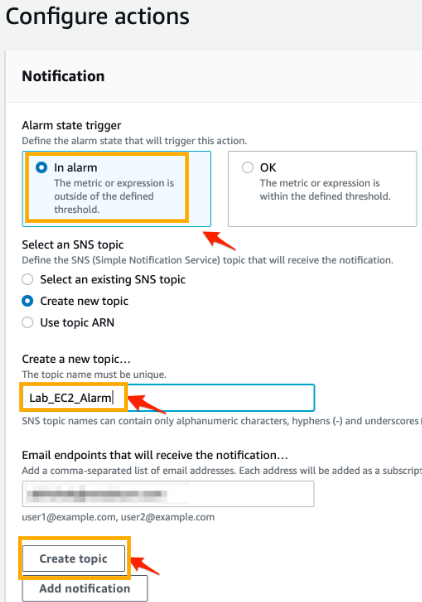 Configure actions
Notification
Alarm state trigger
Define the alarm state that will trigger this action.
In alarm
The metric or expression is
outside of the defined
threshold.
OK
The metric or expression is
within the defined threshold.
Select an SNS topic
Define the SNS (Simple Notification Service) topic that will receive the notification.
Select an existing SNS topic
Create new topic
Use topic ARN
Create a new topic…
The topic name must be unique.
Lab_EC2_Alarm
SNS topic names can contain only alphanumeric characters, hyphens (-) and underscores (
Email endpoints that will receive the notification…
Add a comma-separated list of email addresses. Each address will be added as a subscript
user1@example.com, user2@example.com
Create topic
Add notification